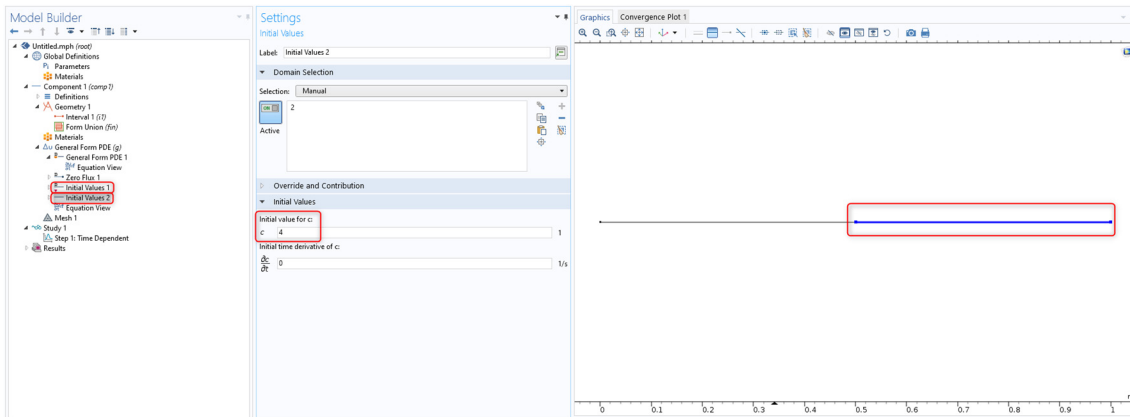 Model Builder
Untitled.mph (root)
Global Definitions
Pi Parameters
Materials
Component 1 (comp1)
Definitions
Geometry 1
Interval 1 (i1)
Form Union (fin)
Materials
Δu General Form PDE (g)
General Form PDE 1
Equation View
Zero Flux 1
Initial Values 1
Initial Values 2
Equation View
Mesh 1
Study 1
Step 1: Time Dependent
Results
Settings
Initial Values
Label: Initial Values 2
Domain Selection
Selection: Manual
2
Active
Override and Contribution
Initial Values
Initial value for c:
c 4 1
Initial time derivative of c:
∂c/∂t 0 1/s
Graphics Convergence Plot 1
0 0.1 0.2 0.3 0.4 0.5 0.6 0.7 0.8 0.9 1